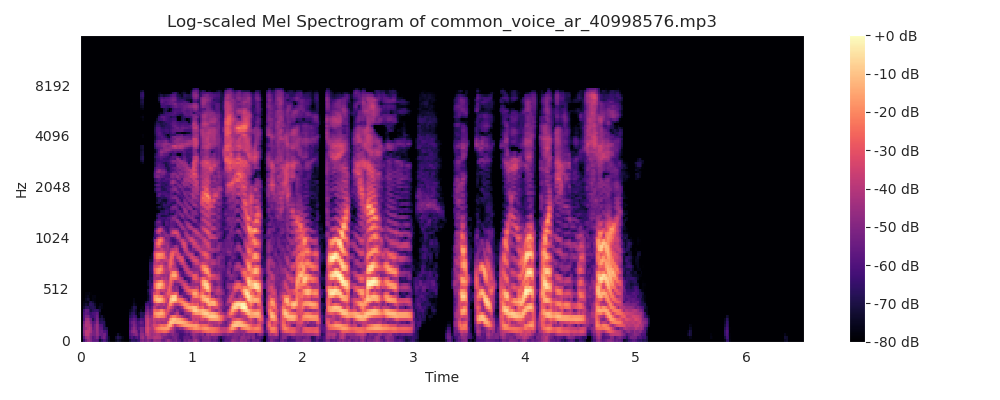 Log-scaled Mel Spectrogram of common_voice_ar_40998576.mp3
Hz
8192
4096
2048
1024
512
0
0 1 2 3 4 5 6
Time
+0 dB
-10 dB
-20 dB
-30 dB
-40 dB
-50 dB
-60 dB
-70 dB
-80 dB